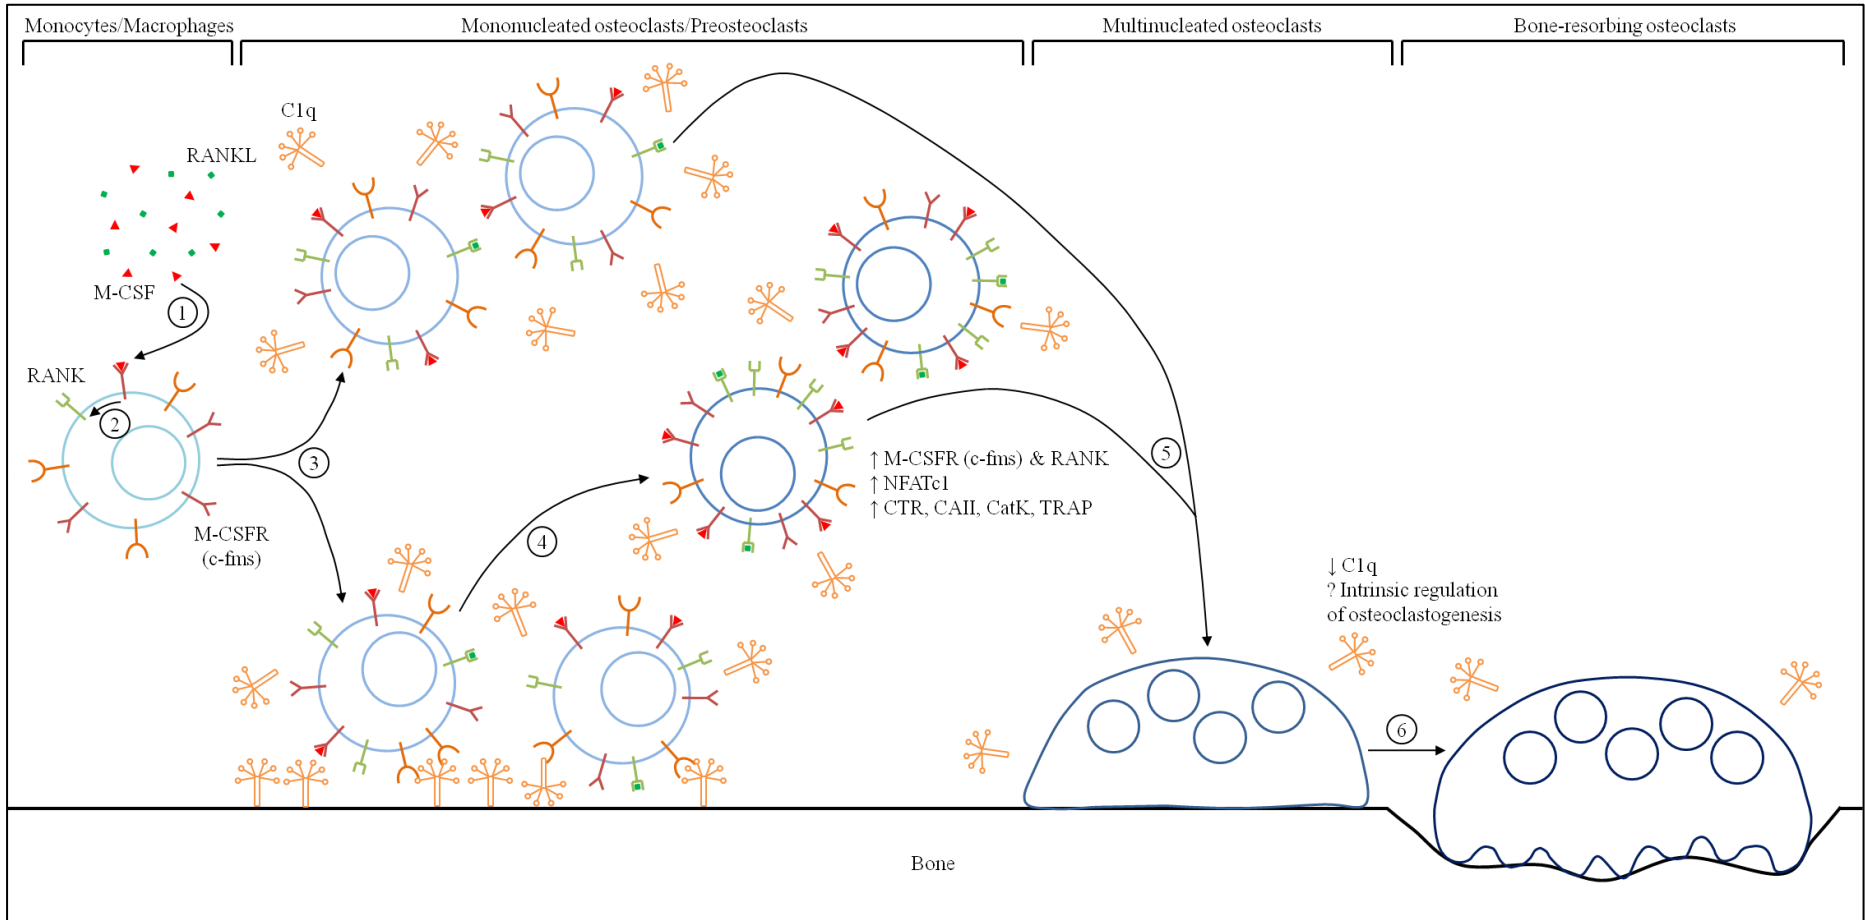 Monocytes/Macrophages
Mononucleated osteoclasts/Preosteoclasts
Multinucleated osteoclasts
Bone-resorbing osteoclasts
C1q
RANKL
M-CSF
1
RANK
2
3
M-CSFR
(c-fms)
4
↑ M-CSFR (c-fms) & RANK
↑ NFATc1
↑ CTR, CAII, CatK, TRAP
5
↓ C1q
? Intrinsic regulation
of osteoclastogenesis
6
Bone